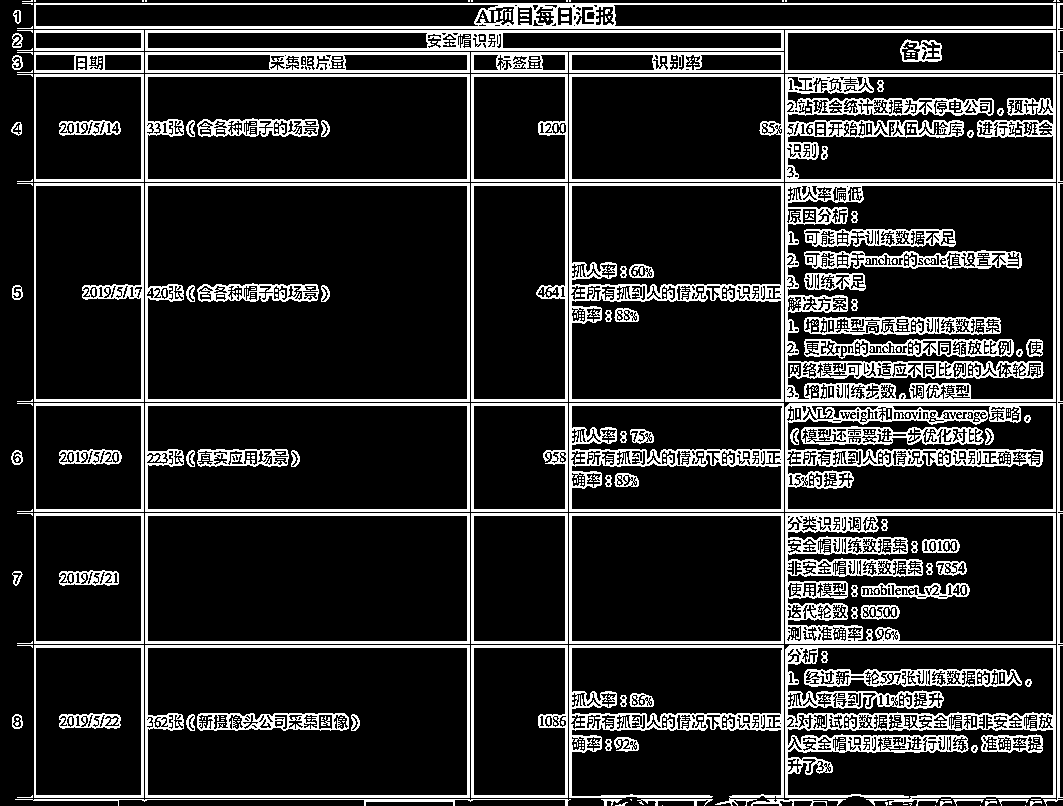 1 AI项目每日汇报
2 安全帽识别 备注
3 日期 采集照片量 标签量 识别率
4 2019/5/14 331张（含各种帽子的场景） 1200 85%
1.工作负责人：
2.站班会统计数据为不停电公司，预计从
5/16日开始加入队伍人脸库，进行站班会
识别；
3.
5 2019/5/17 420张（含各种帽子的场景） 4641
抓人率：60%
在所有抓到人的情况下的识别正
确率：88%
抓人率偏低
原因分析：
1. 可能由于训练数据不足
2. 可能由于anchor的scale值设置不当
3. 训练不足
解决方案：
1. 增加典型高质量的训练数据集
2. 更改rpn的anchor的不同缩放比例，使
网络模型可以适应不同比例的人体轮廓
3. 增加训练步数，调优模型
6 2019/5/20 223张（真实应用场景） 958
抓人率：75%
在所有抓到人的情况下的识别正
确率：89%
加入L2_weight和moving_average 策略，
（模型还需要进一步优化对比）
在所有抓到人的情况下的识别正确率有
15%的提升
7 2019/5/21
分类识别调优：
安全帽训练数据集：10100
非安全帽训练数据集：7854
使用模型：mobilenet_v2_140
迭代轮数：80500
测试准确率：96%
8 2019/5/22 362张（新摄像头公司采集图像） 1086
抓人率：86%
在所有抓到人的情况下的识别正
确率：92%
分析：
1. 经过新一轮597张训练数据的加入，
抓人率得到了11%的提升
2.对测试的数据提取安全帽和非安全帽放
入安全帽识别模型进行训练，准确率提
升了3%